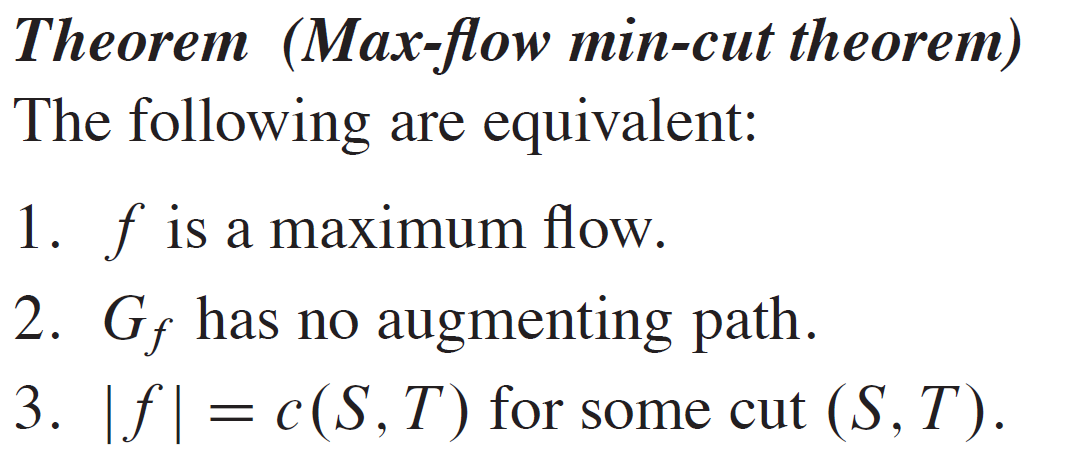 Theorem (Max-flow min-cut theorem)
The following are equivalent:
1. f is a maximum flow.
2. G_f has no augmenting path.
3. |f| = c(S, T) for some cut (S, T).